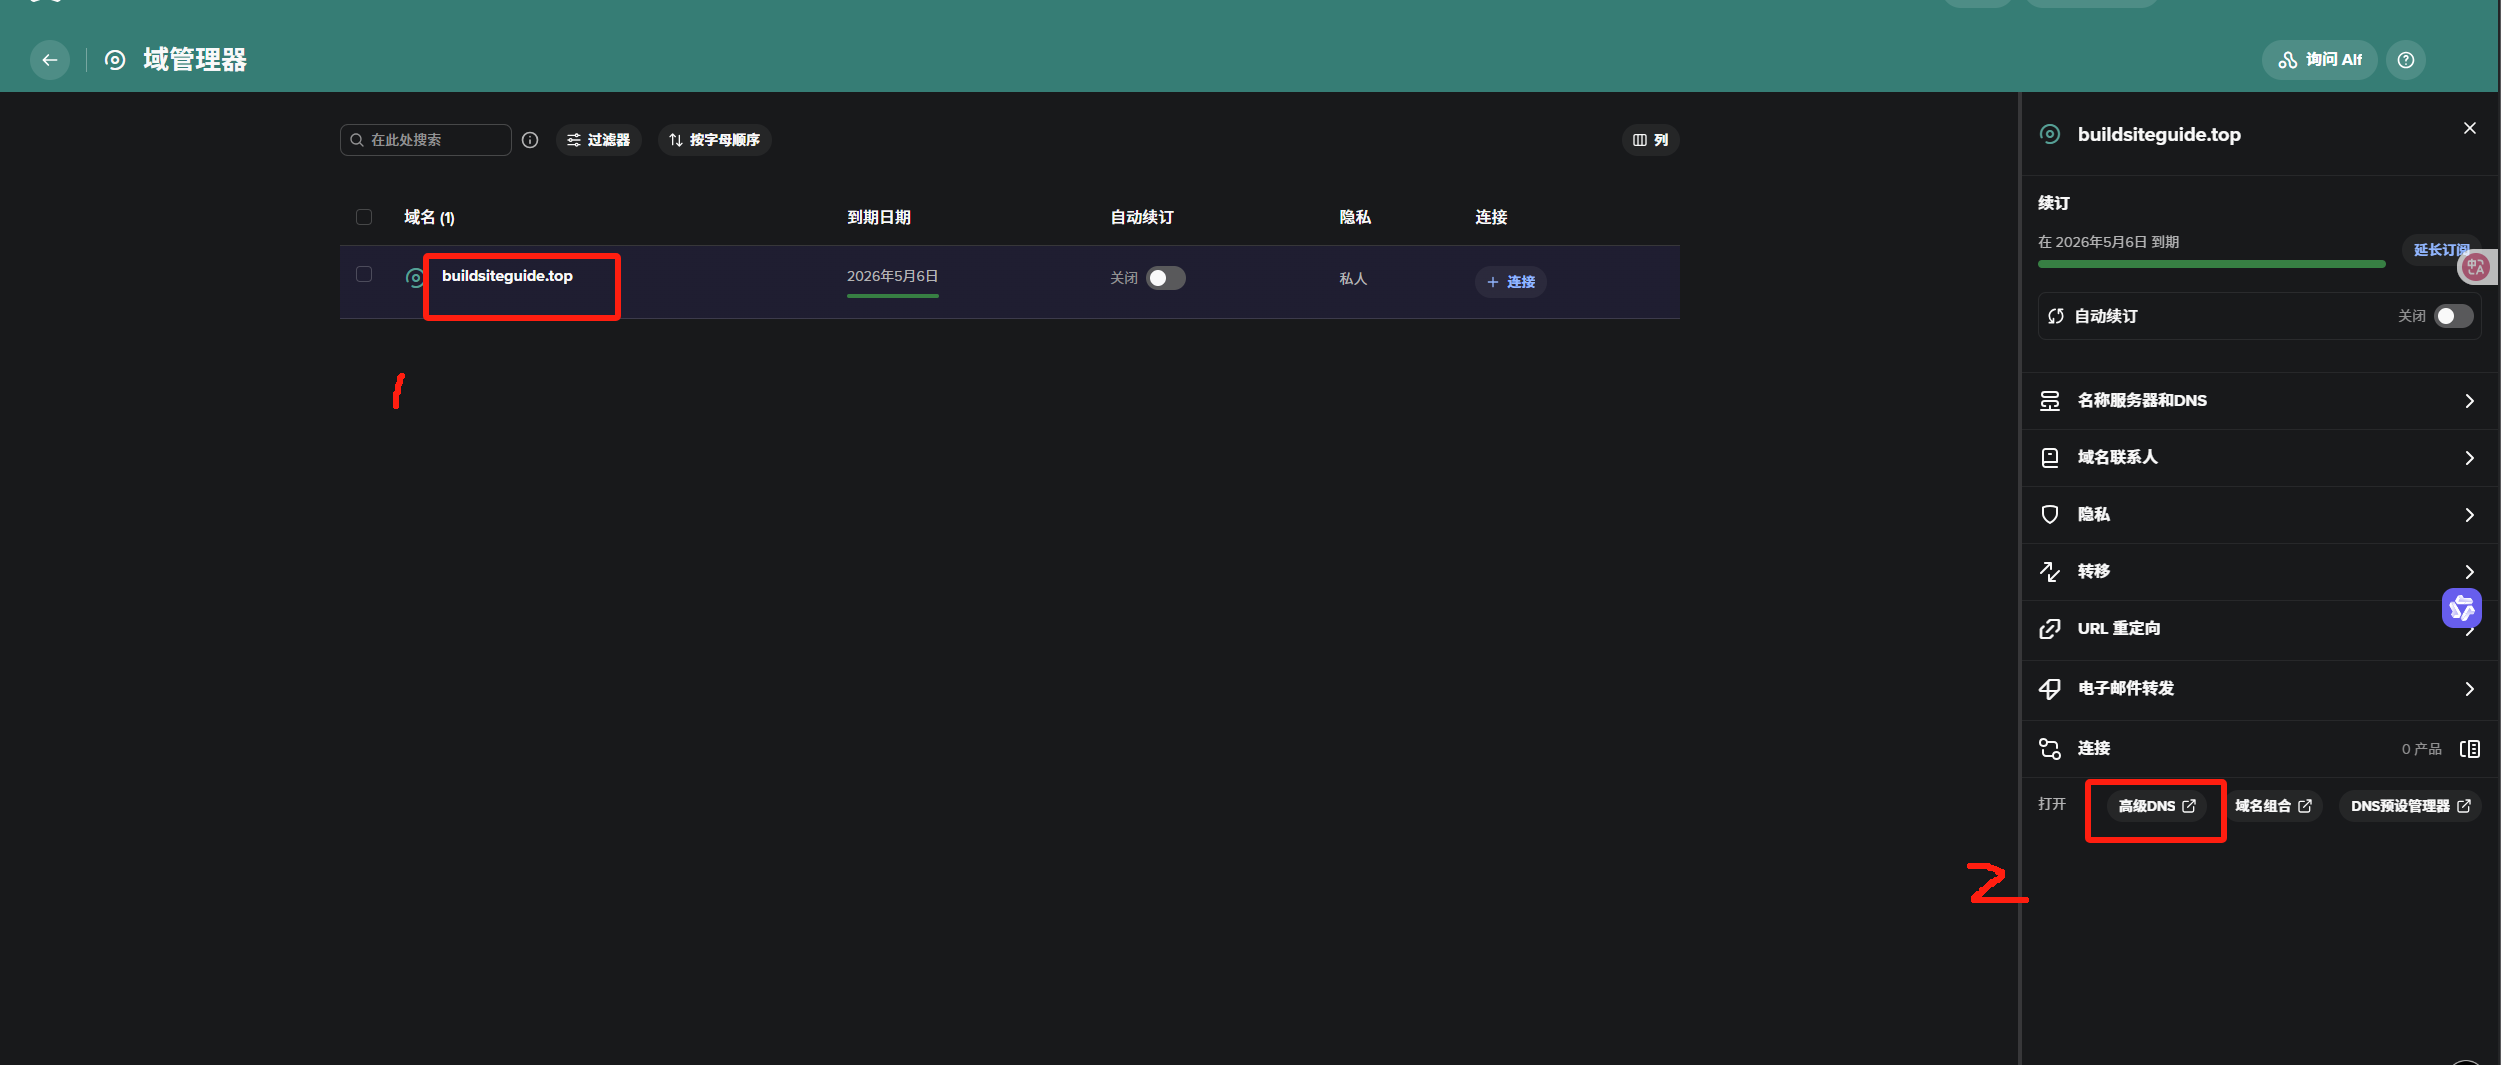 域管理器
询问 Alf
在此处搜索
过滤器
按字母顺序
列
域名 (1)
到期日期
自动续订
隐私
连接
buildsiteguide.top
2026年5月6日
关闭
私人
+ 连接
1
buildsiteguide.top
续订
在 2026年5月6日 到期
延长订阅
中A
自动续订
关闭
名称服务器和DNS
域名联系人
隐私
转移
URL 重定向
电子邮件转发
连接
0 产品
打开
高级DNS
域名组合
DNS预设管理器
2